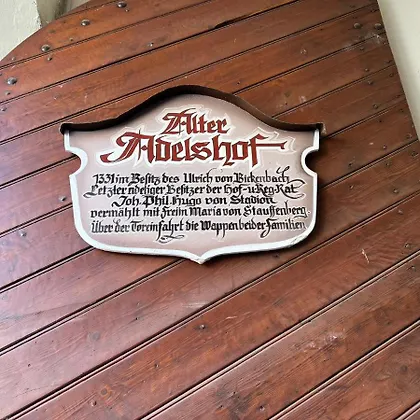 Alter
Adelshof
1331 im Besitz des Ulrich von Bickenbach
Letzter adeliger Besitzer der Hof- u. Reg. Rat
Joh. Phil. Hugo von Stadion
vermählt mit Freiin Maria von Stauffenberg.
Über der Toreinfahrt die Wappen beider Familien